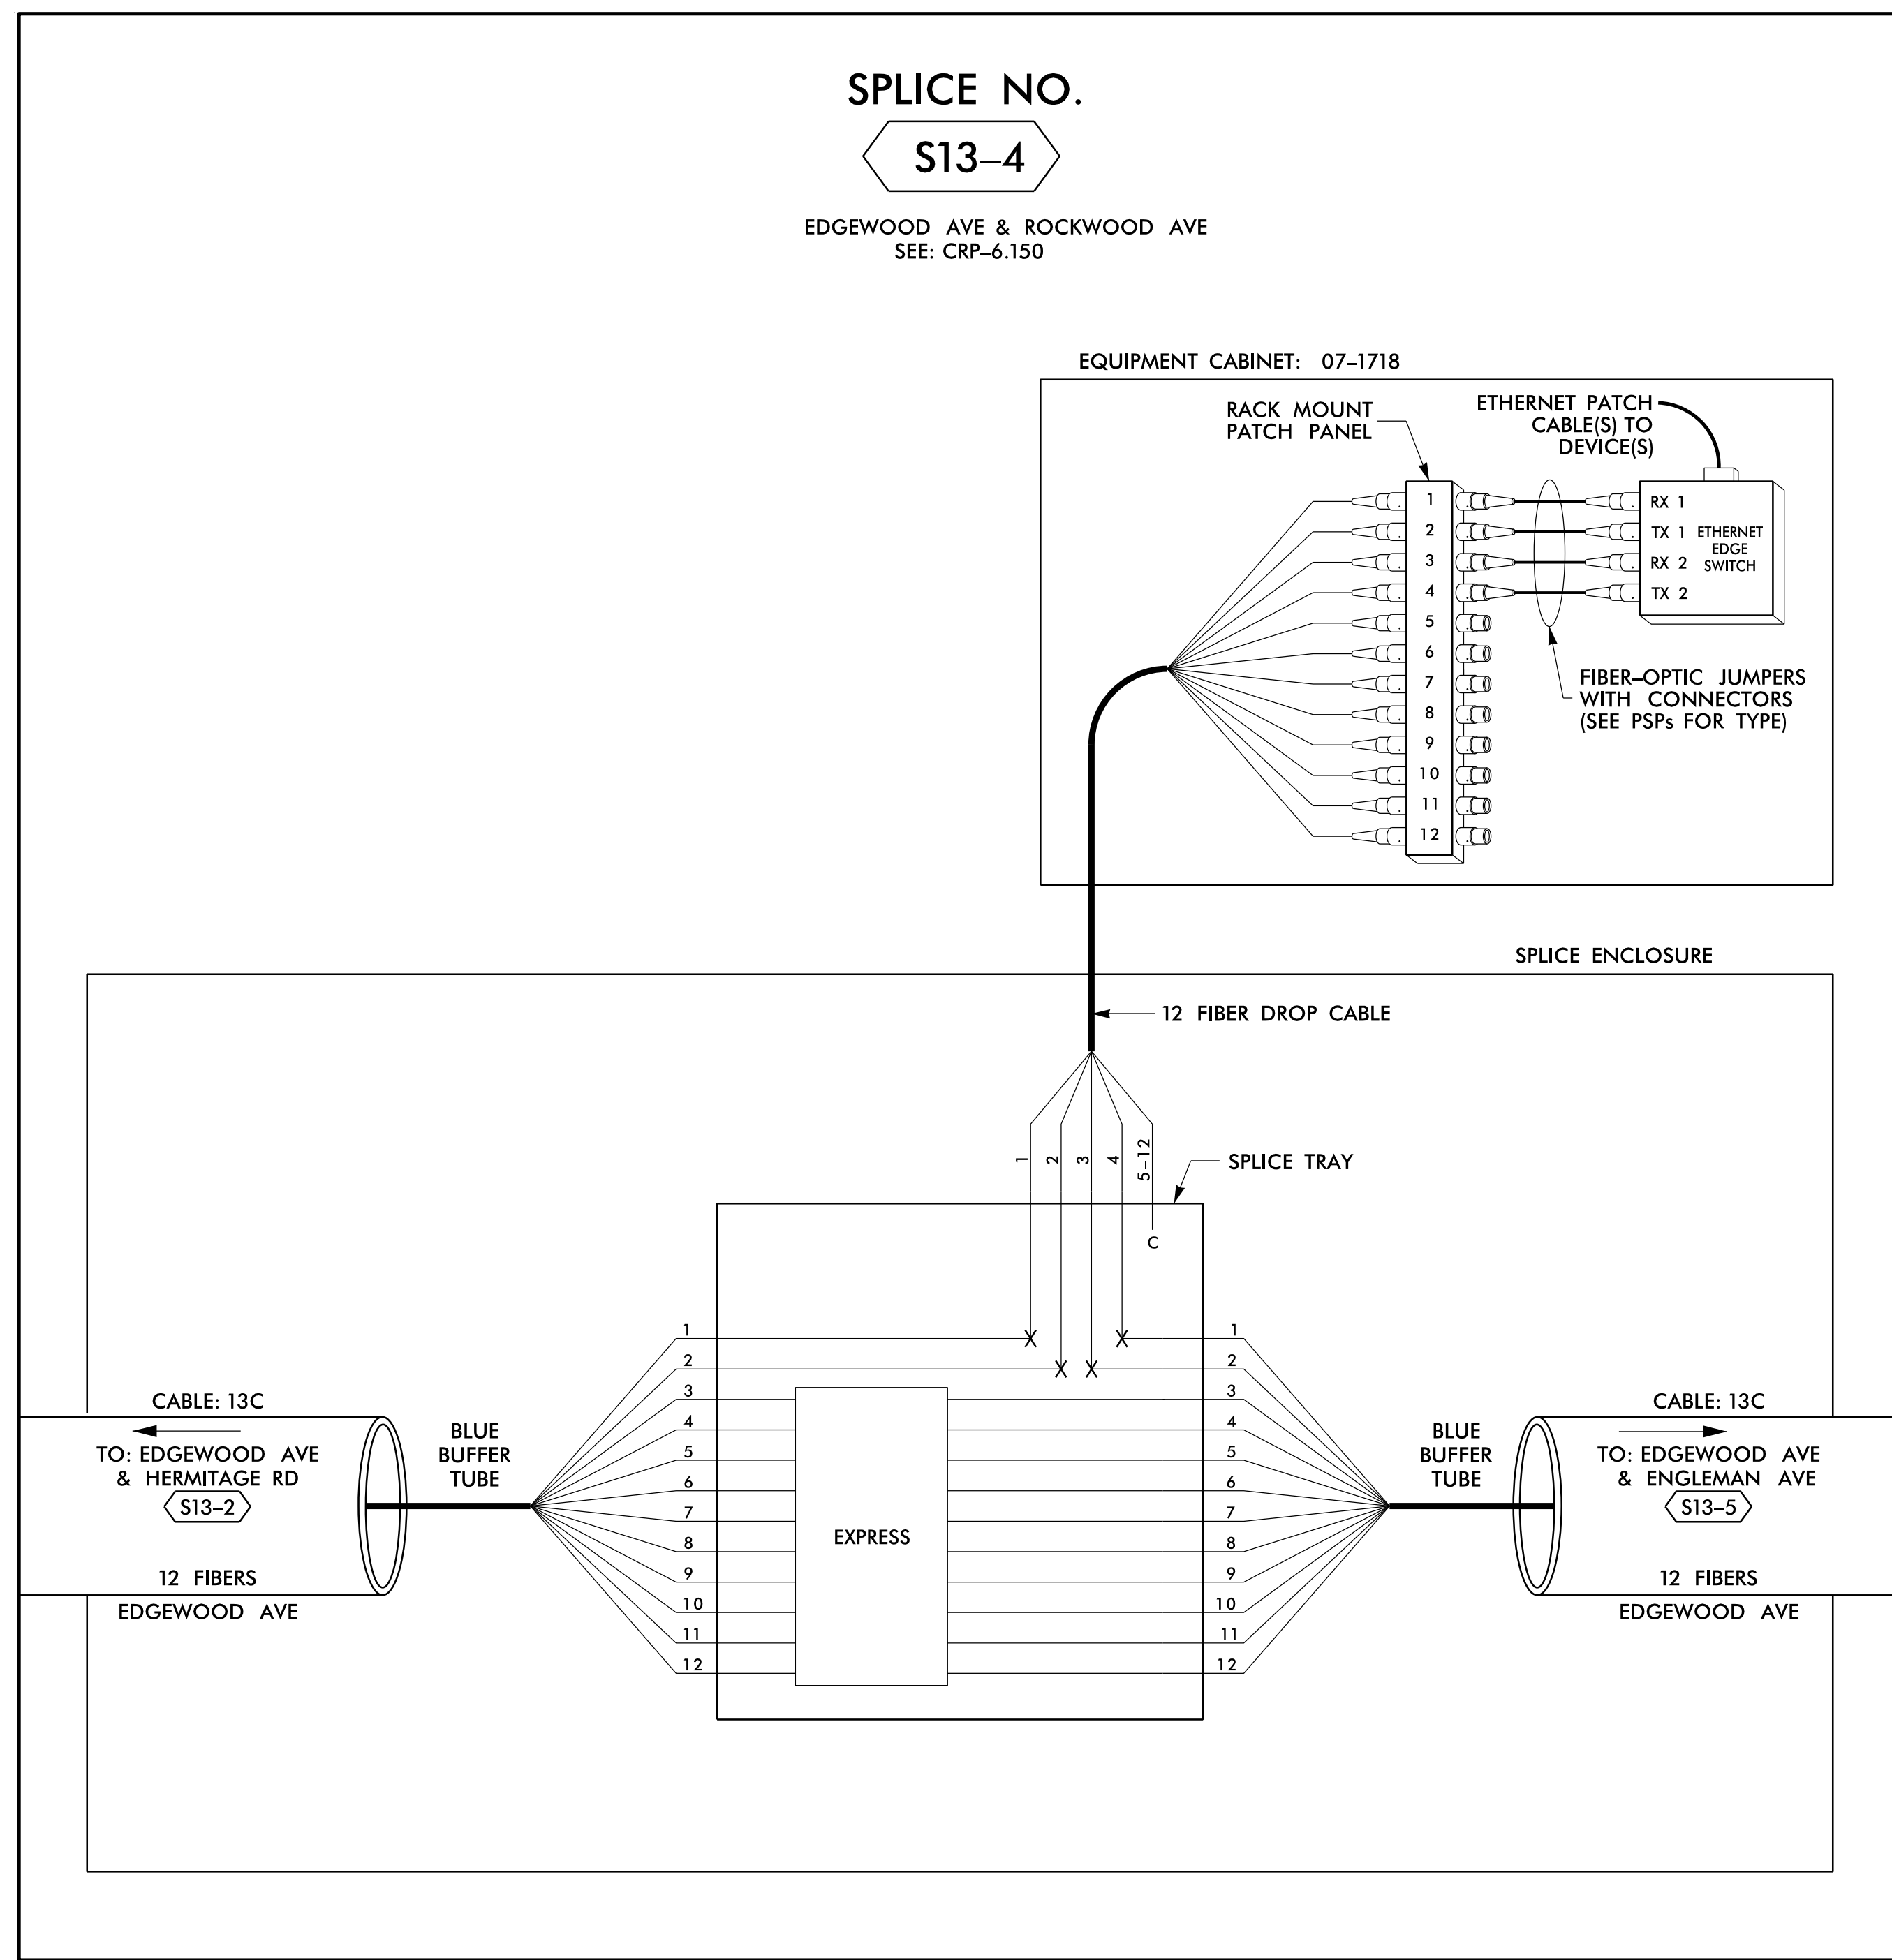 SPLICE NO.
S13–4
EDGEWOOD AVE & ROCKWOOD AVE
SEE: CRP–6.150
EQUIPMENT CABINET: 07–1718
RACK MOUNT
PATCH PANEL
ETHERNET PATCH
CABLE(S) TO
DEVICE(S)
1
2
3
4
5
6
7
8
9
10
11
12
RX 1
TX 1
RX 2
TX 2
ETHERNET
EDGE
SWITCH
FIBER–OPTIC JUMPERS
WITH CONNECTORS
(SEE PSPs FOR TYPE)
SPLICE ENCLOSURE
12 FIBER DROP CABLE
1
2
3
4
5–12
C
SPLICE TRAY
CABLE: 13C
TO: EDGEWOOD AVE
& HERMITAGE RD
S13–2
12 FIBERS
EDGEWOOD AVE
BLUE
BUFFER
TUBE
1
2
3
4
5
6
7
8
9
10
11
12
EXPRESS
1
2
3
4
5
6
7
8
9
10
11
12
BLUE
BUFFER
TUBE
CABLE: 13C
TO: EDGEWOOD AVE
& ENGLEMAN AVE
S13–5
12 FIBERS
EDGEWOOD AVE